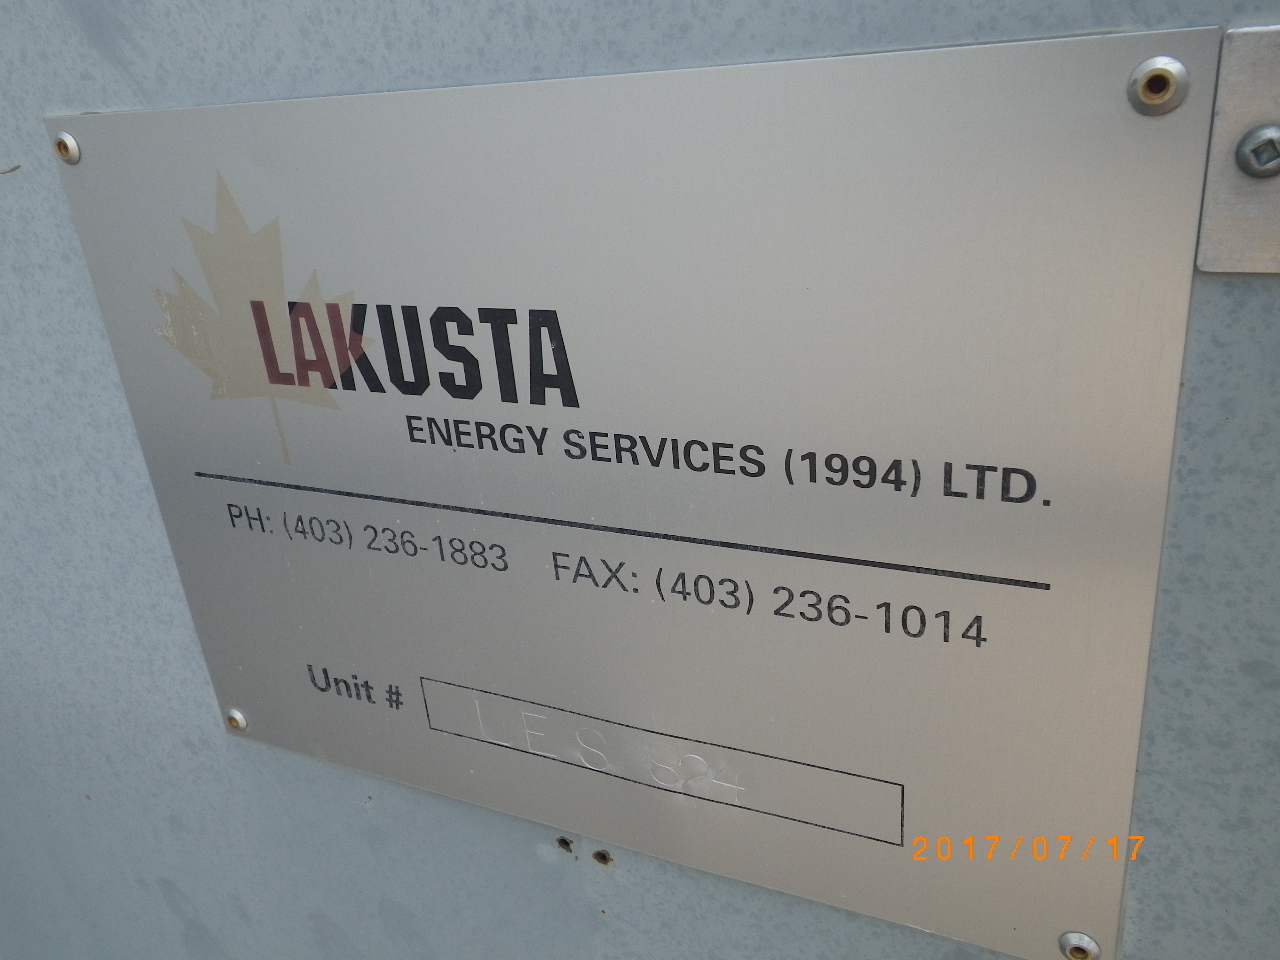 LAKUSTA
ENERGY SERVICES (1994) LTD.
PH: (403) 236-1883 FAX: (403) 236-1014
Unit # LES 824
2017/07/17